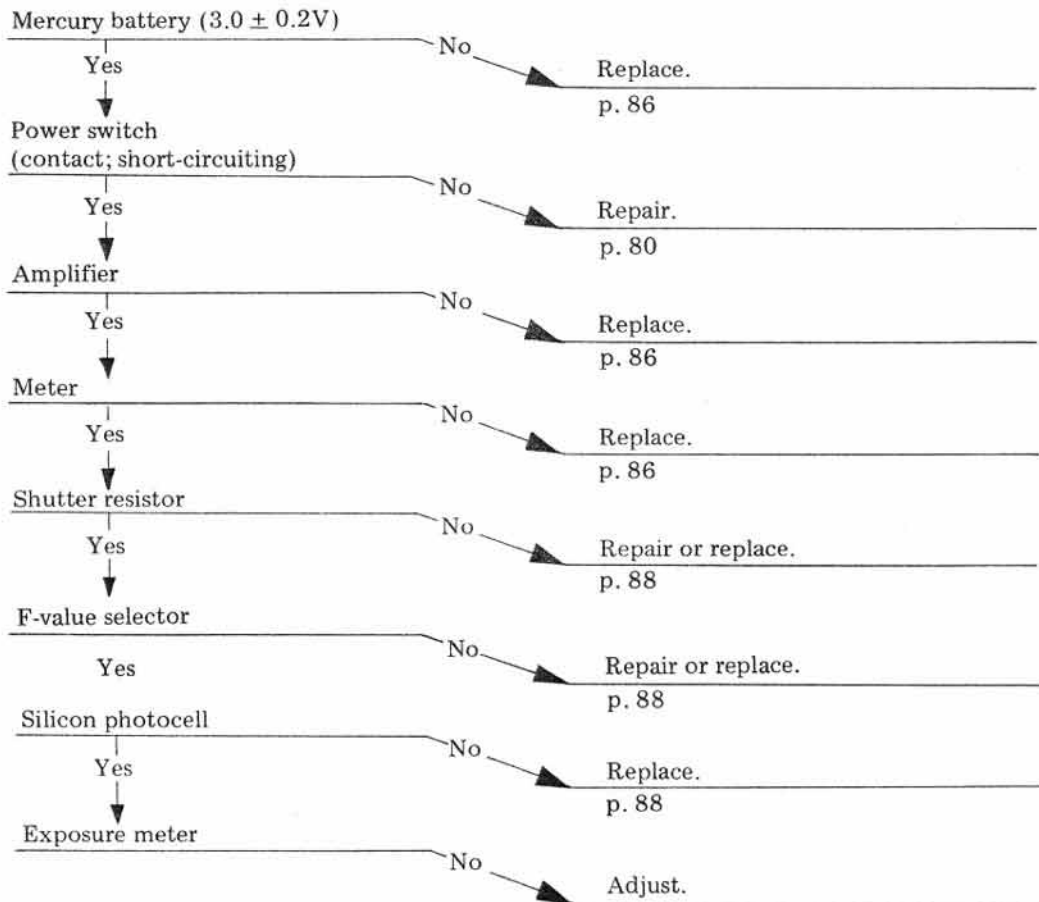 Mercury battery (3.0 ± 0.2V)
No
Yes
Replace.
p. 86
Power switch
(contact; short-circuiting)
No
Yes
Repair.
p. 80
Amplifier
No
Yes
Replace.
p. 86
Meter
No
Yes
Replace.
p. 86
Shutter resistor
No
Yes
Repair or replace.
p. 88
F-value selector
No
Yes
Repair or replace.
p. 88
Silicon photocell
No
Yes
Replace.
p. 88
Exposure meter
No
Adjust.